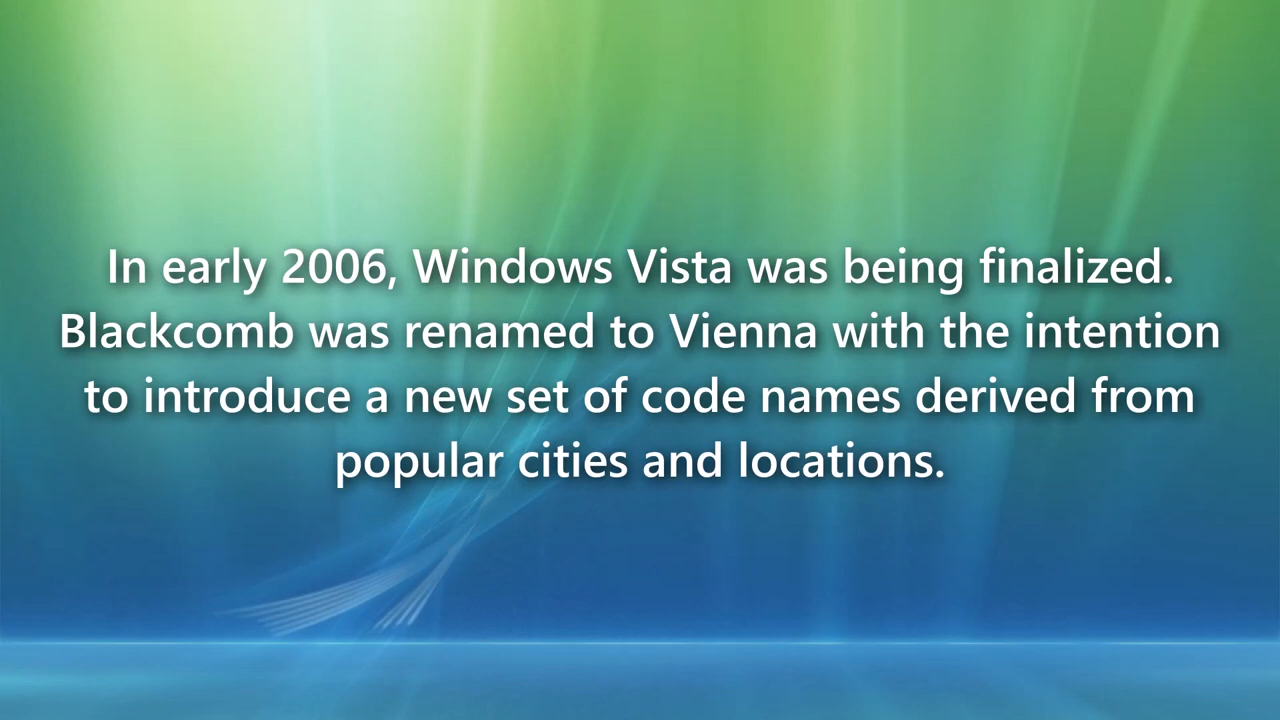 In early 2006, Windows Vista was being finalized.
Blackcomb was renamed to Vienna with the intention
to introduce a new set of code names derived from
popular cities and locations.